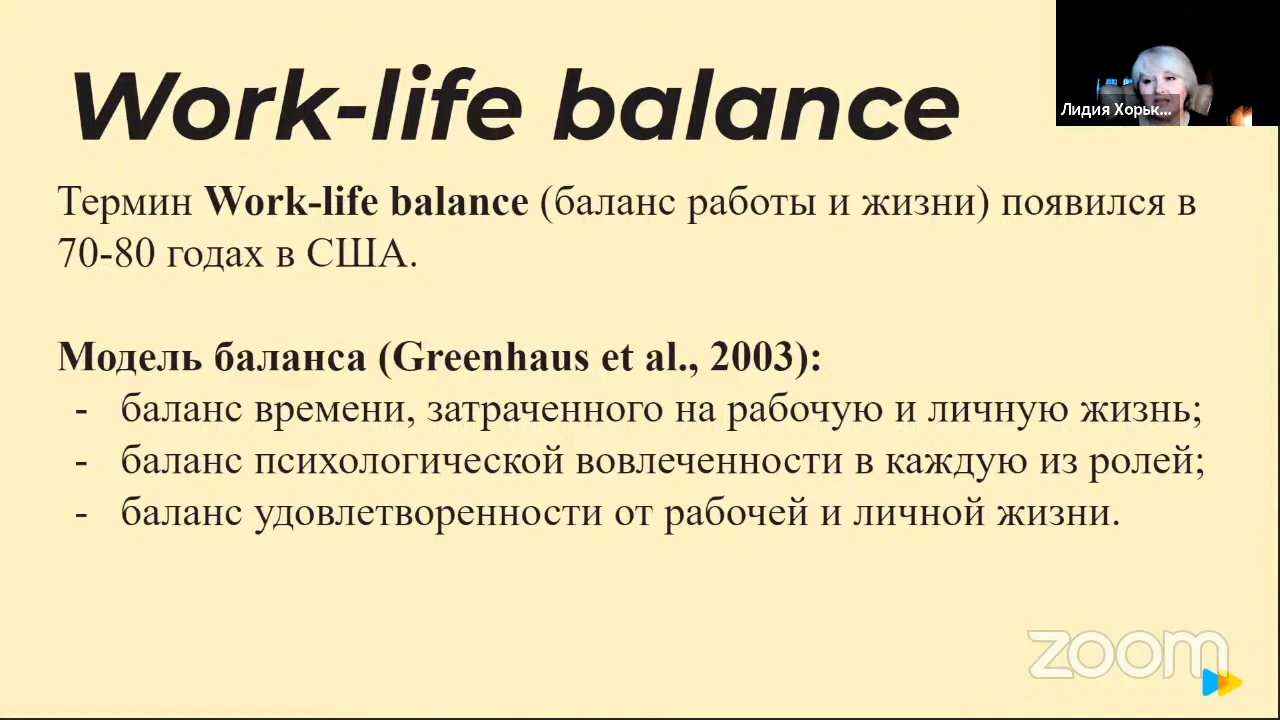 Work-life balance
Лидия Хорьк...
Термин Work-life balance (баланс работы и жизни) появился в
70-80 годах в США.
Модель баланса (Greenhaus et al., 2003):
- баланс времени, затраченного на рабочую и личную жизнь;
- баланс психологической вовлеченности в каждую из ролей;
- баланс удовлетворенности от рабочей и личной жизни.
zoom